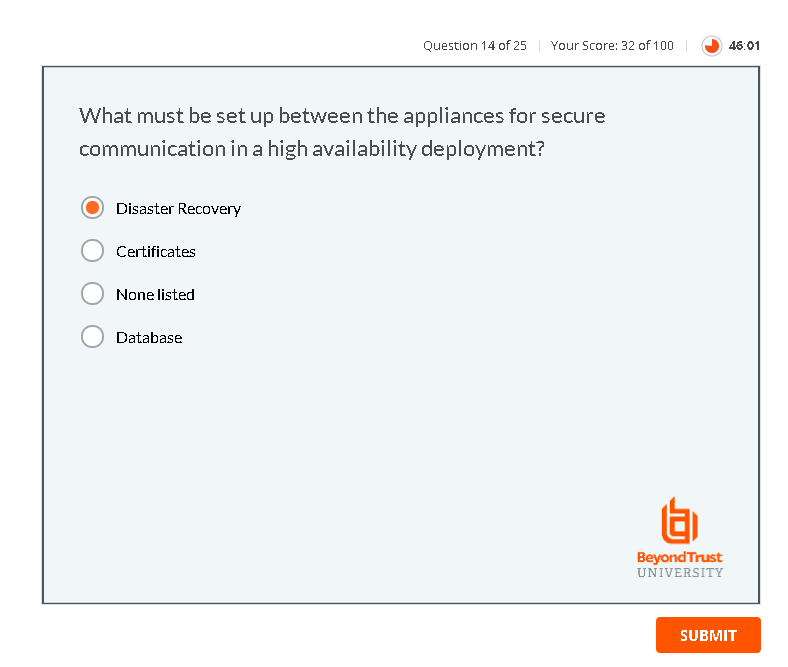 Question 14 of 25 | Your Score: 32 of 100 | 46:01
What must be set up between the appliances for secure
communication in a high availability deployment?
Disaster Recovery
Certificates
None listed
Database
BeyondTrust
UNIVERSITY
SUBMIT